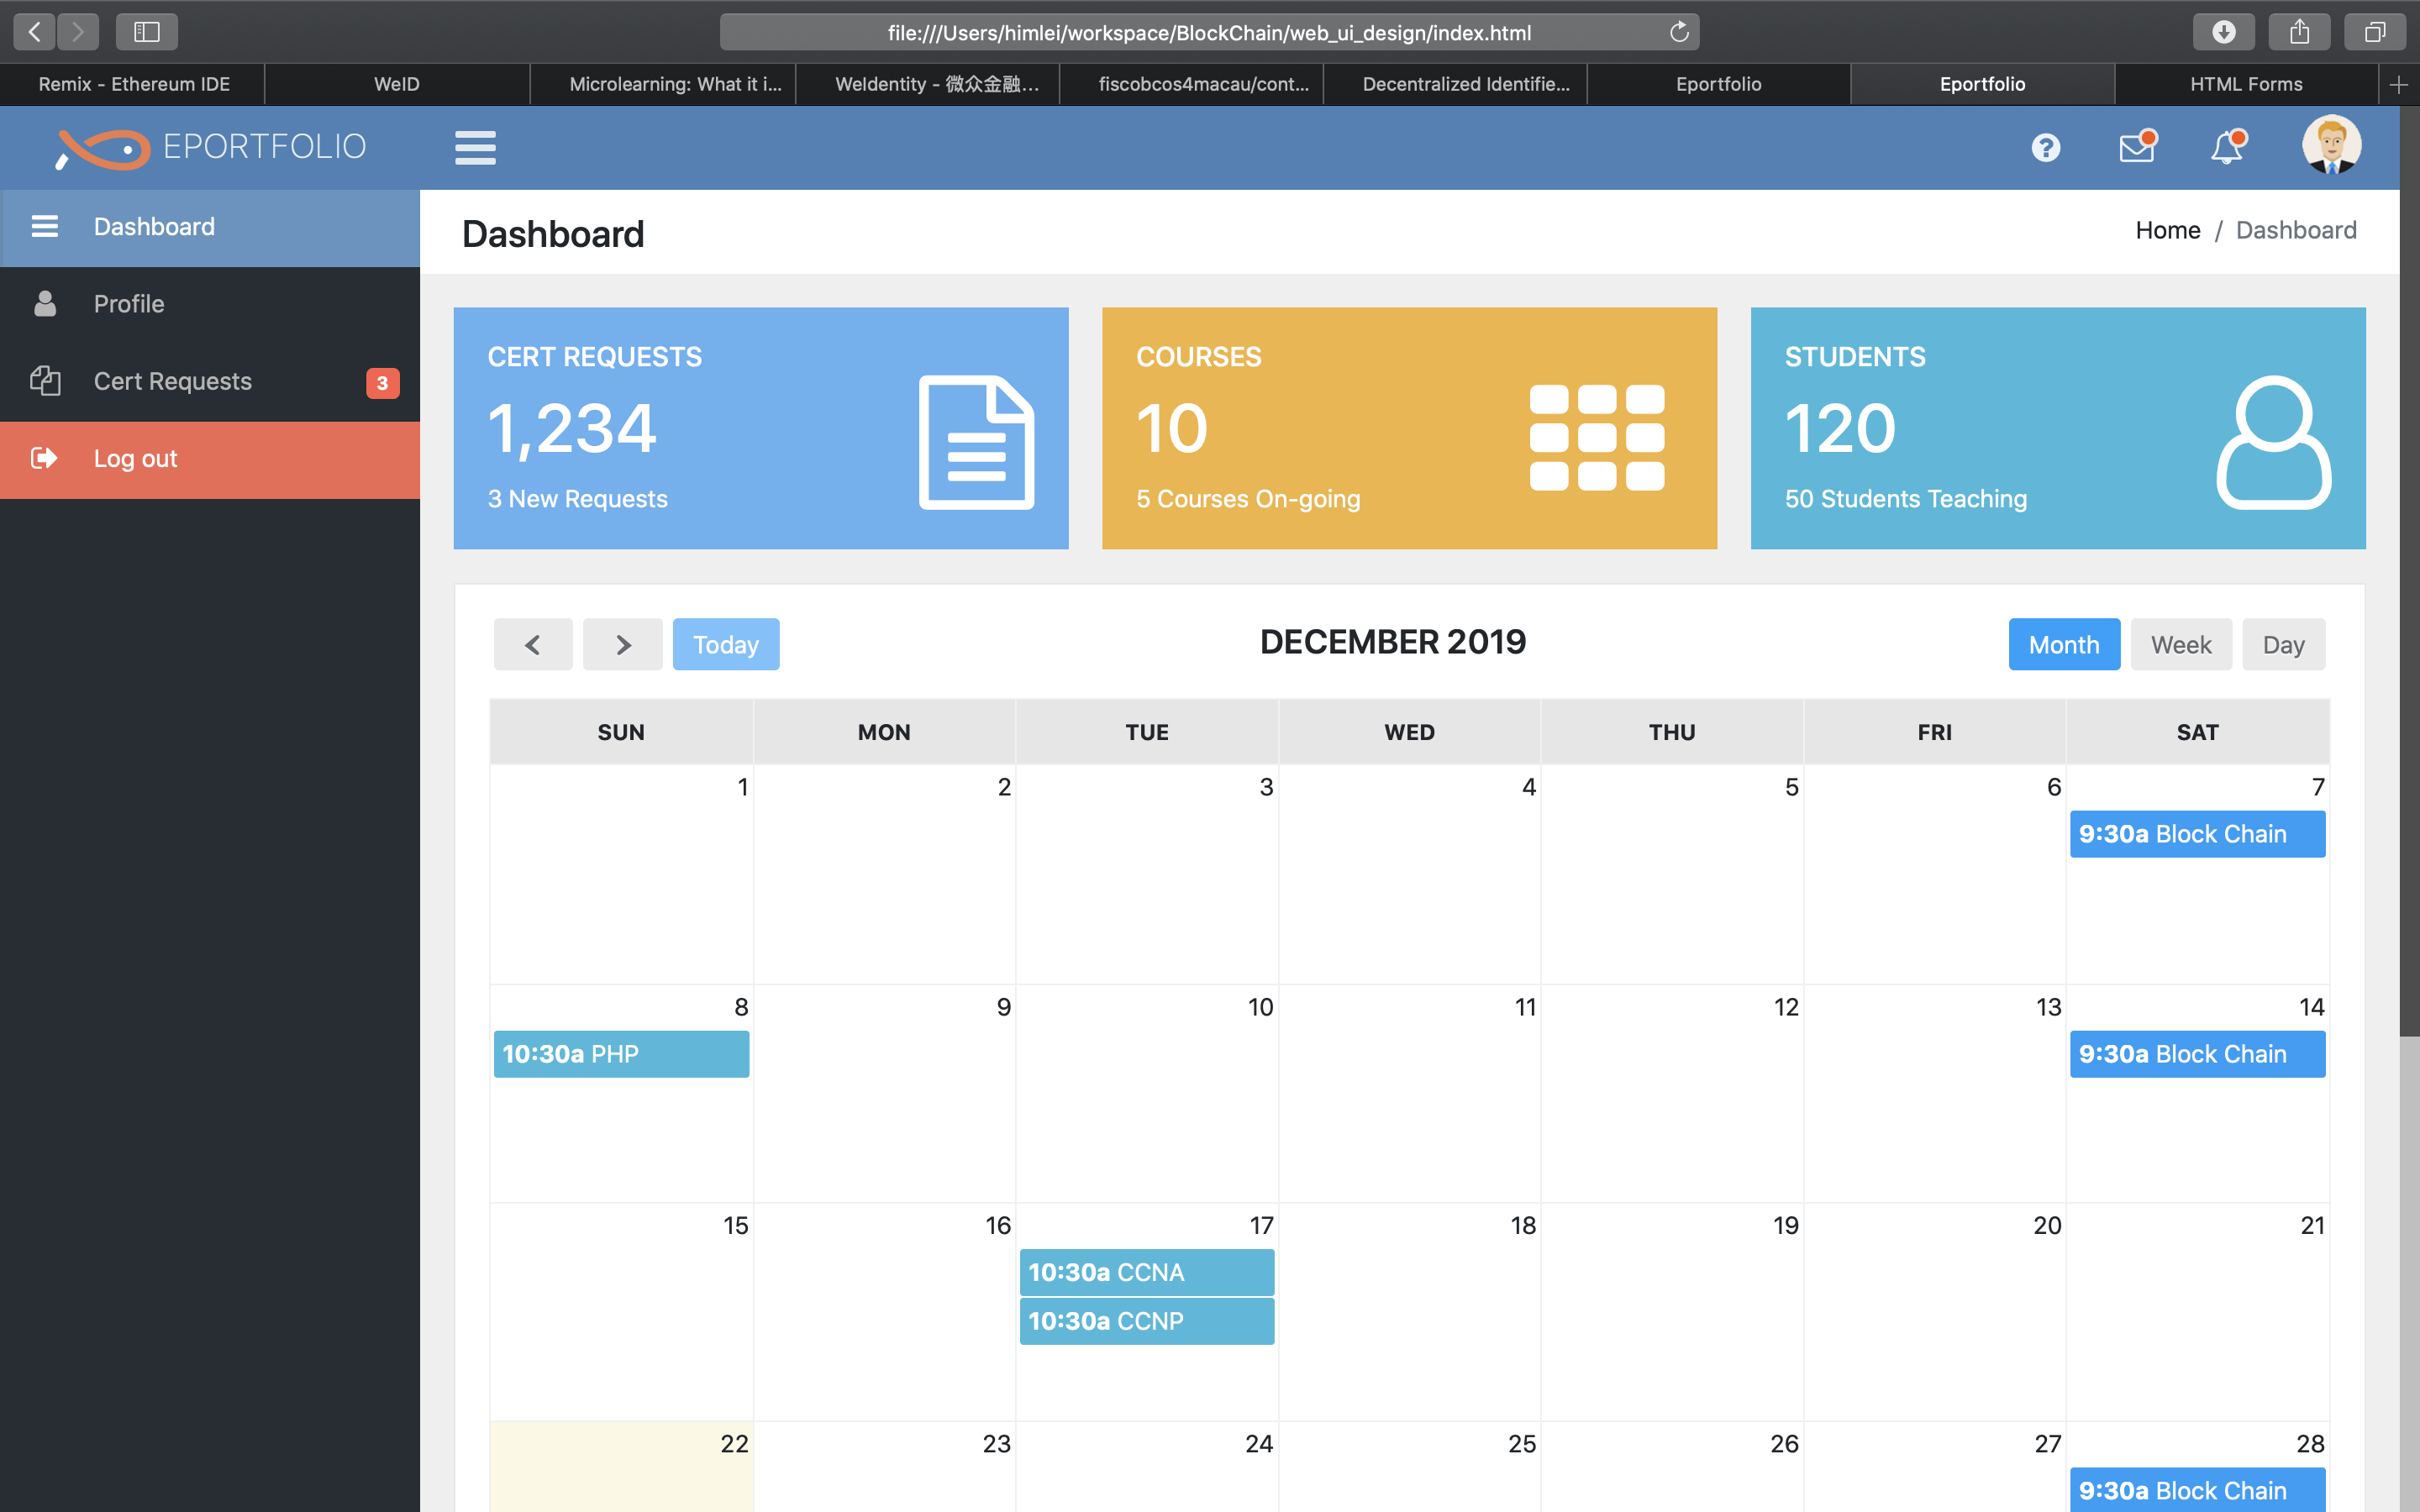 file:///Users/himlei/workspace/BlockChain/web_ui_design/index.html
Remix - Ethereum IDE
WeID
Microlearning: What it i...
WeIdentity - 微众金融...
fiscobcos4macau/cont...
Decentralized Identifie...
Eportfolio
Eportfolio
HTML Forms
EPORTFOLIO
?
Dashboard
Profile
Cert Requests 3
Log out
Dashboard
Home / Dashboard
CERT REQUESTS
1,234
3 New Requests
COURSES
10
5 Courses On-going
STUDENTS
120
50 Students Teaching
Today
DECEMBER 2019
Month Week Day
SUN MON TUE WED THU FRI SAT
1 2 3 4 5 6 7
9:30a Block Chain
8 9 10 11 12 13 14
10:30a PHP
9:30a Block Chain
15 16 17 18 19 20 21
10:30a CCNA
10:30a CCNP
22 23 24 25 26 27 28
9:30a Block Chain